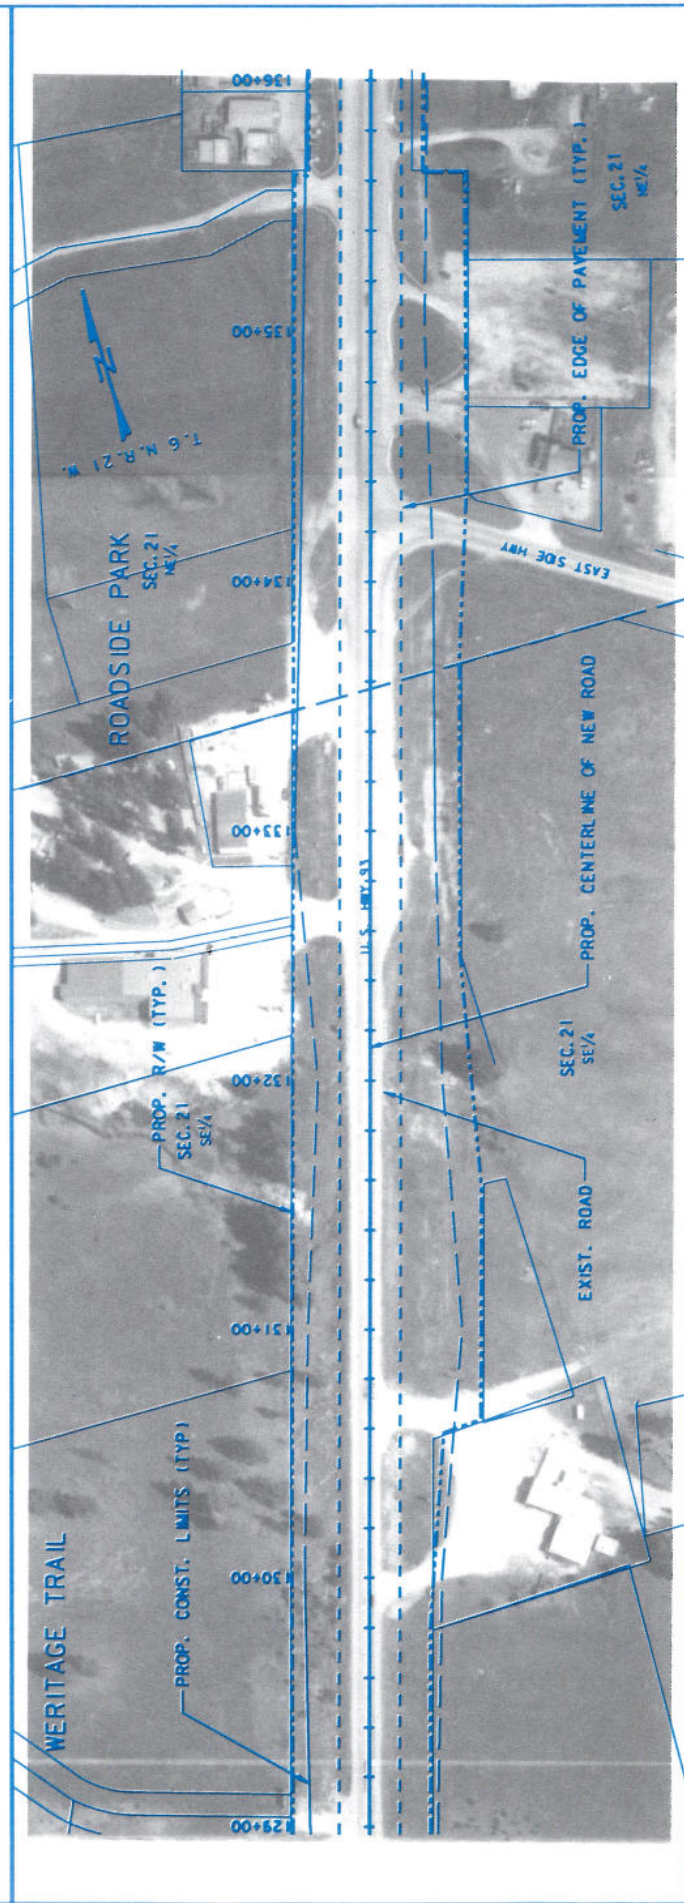 136+00
PROP. EDGE OF PAVEMENT (TYP.)
SEC. 21
NE¼
135+00
T. 6 N. R. 21 W.
ROADSIDE PARK
SEC. 21
NE¼
134+00
EAST SIDE HWY
133+00
U.S. HWY 93
PROP. CENTERLINE OF NEW ROAD
PROP. R/W (TYP.)
SEC. 21
SE¼
132+00
SEC. 21
SE¼
EXIST. ROAD
131+00
PROP. CONST. LIMITS (TYP)
130+00
WERITAGE TRAIL
129+00